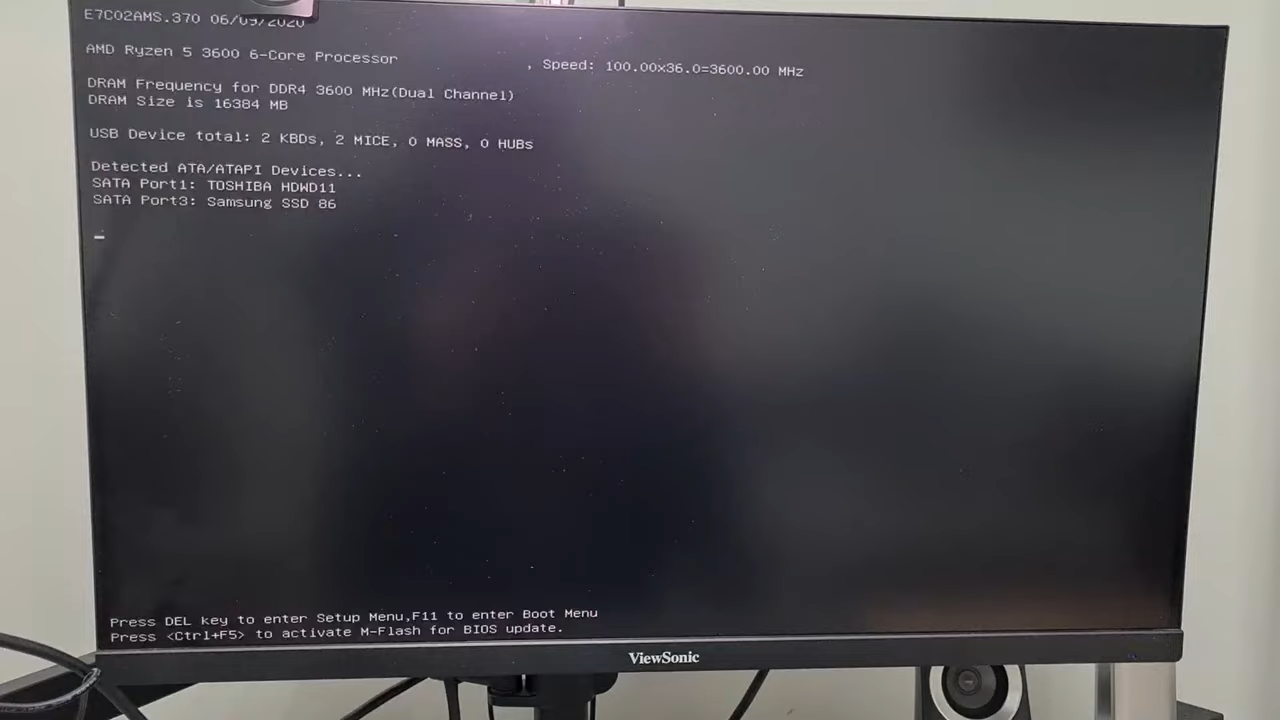 E7C02AMS.370 06/09/2020
AMD Ryzen 5 3600 6-Core Processor , Speed: 100.00x36.0=3600.00 MHz
DRAM Frequency for DDR4 3600 MHz(Dual Channel)
DRAM Size is 16384 MB
USB Device total: 2 KBDs, 2 MICE, 0 MASS, 0 HUBs
Detected ATA/ATAPI Devices...
SATA Port1: TOSHIBA HDWD11
SATA Port3: Samsung SSD 86
Press DEL key to enter Setup Menu,F11 to enter Boot Menu
Press <Ctrl+F5> to activate M-Flash for BIOS update.
ViewSonic